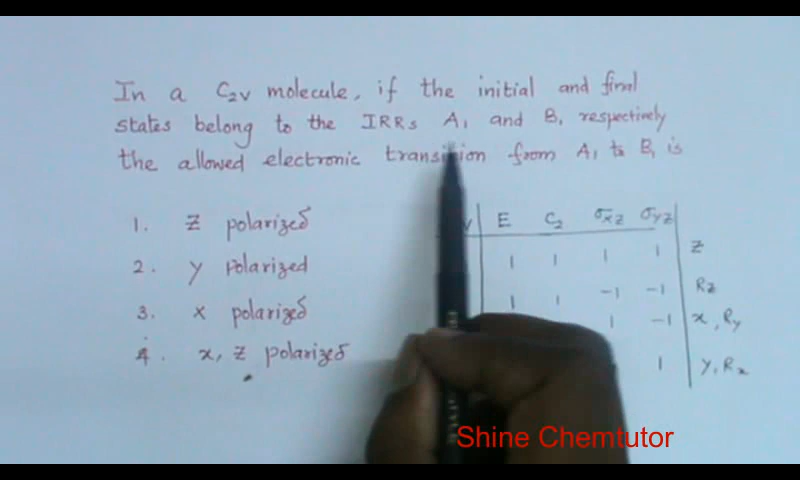 In a C2v molecule, if the initial and final
states belong to the IRRs A1 and B1 respectively
the allowed electronic transition from A1 to B1 is
1. Z polarized
2. y polarized
3. x polarized
4. x, z polarized
v E C2 σxz σyz
1 1 1 1 Z
1 1 -1 -1 Rz
1 -1 x, Ry
1 y, Rx
Shine Chemtutor